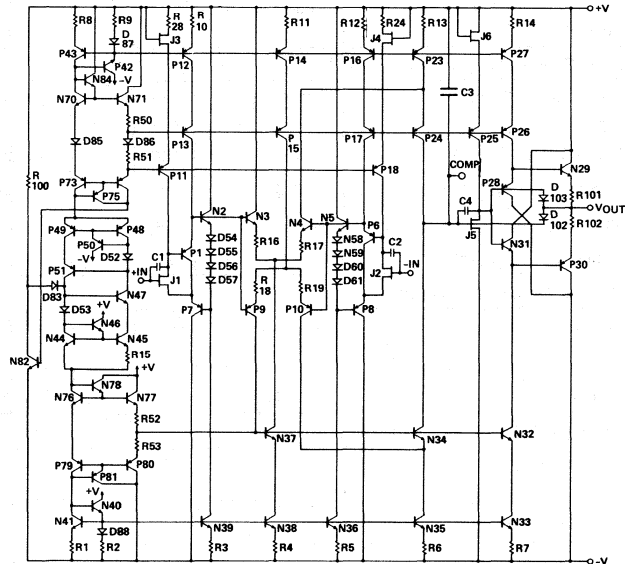 R8 R9 R28 R10 R11 R12 R24 R13 R14 +V
D87 J3 J4 J6
P43 P42 P12 P14 P16 P23 P27
N84 -V
N70 N71 C3
R50
D85 D86 P13 P15 P17 P24 P25 P26
R51 COMP N29
R100 P11 P18 P28 D103 R101
P73 P75 C4 VOUT
N2 N3 N4 N5 P6 J5 D102 R102
P49 P48 D54 R16 R17 N58 C2 N31
P50 D55 N59
-V D52 C1 P1 D56 D60 -IN P30
P51 +IN D57 R18 R19 D61 J2
D83 N47 J1 P7 P9 P10 P8
D53 +V
N46
N82 N44 N45
R15
N78 +V
N76 N77
R52
N37 N34 N32
R53
P79 P80
P81
+V N40
N41 N39 N38 N36 N35 N33
D88
R1 R2 R3 R4 R5 R6 R7
-V